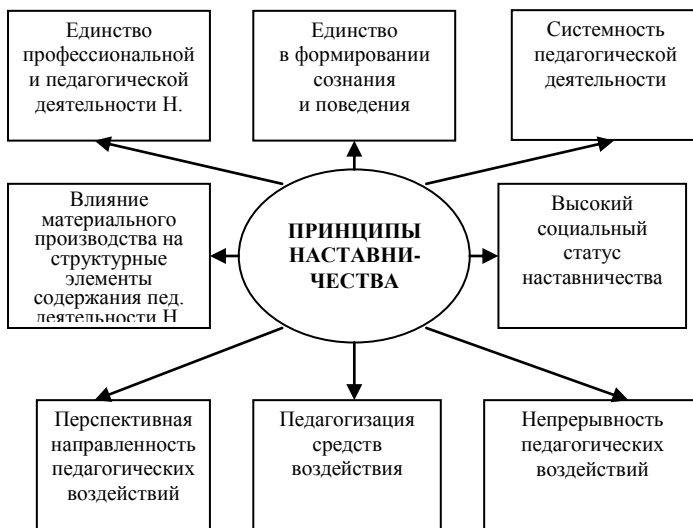 Единство
профессиональной
и педагогической
деятельности Н.
Единство
в формировании
сознания
и поведения
Системность
педагогической
деятельности
Влияние
материального
производства на
структурные
элементы
содержания пед.
деятельности Н
ПРИНЦИПЫ
НАСТАВНИ-
ЧЕСТВА
Высокий
социальный
статус
наставничества
Перспективная
направленность
педагогических
воздействий
Педагогизация
средств
воздействия
Непрерывность
педагогических
воздействий